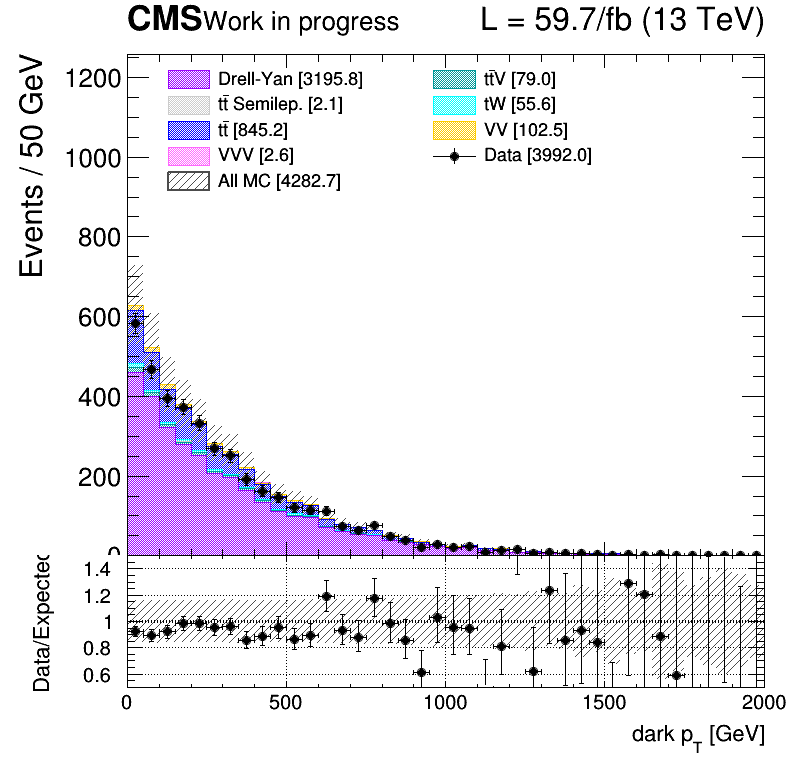 CMS Work in progress L = 59.7/fb (13 TeV)
Events / 50 GeV
1200
1000
800
600
400
200
0
Drell-Yan [3195.8]
tt̄ Semilep. [2.1]
tt̄ [845.2]
VVV [2.6]
All MC [4282.7]
tt̄V [79.0]
tW [55.6]
VV [102.5]
Data [3992.0]
Data/Expected
1.4
1.2
1
0.8
0.6
0 500 1000 1500 2000
dark p_T [GeV]